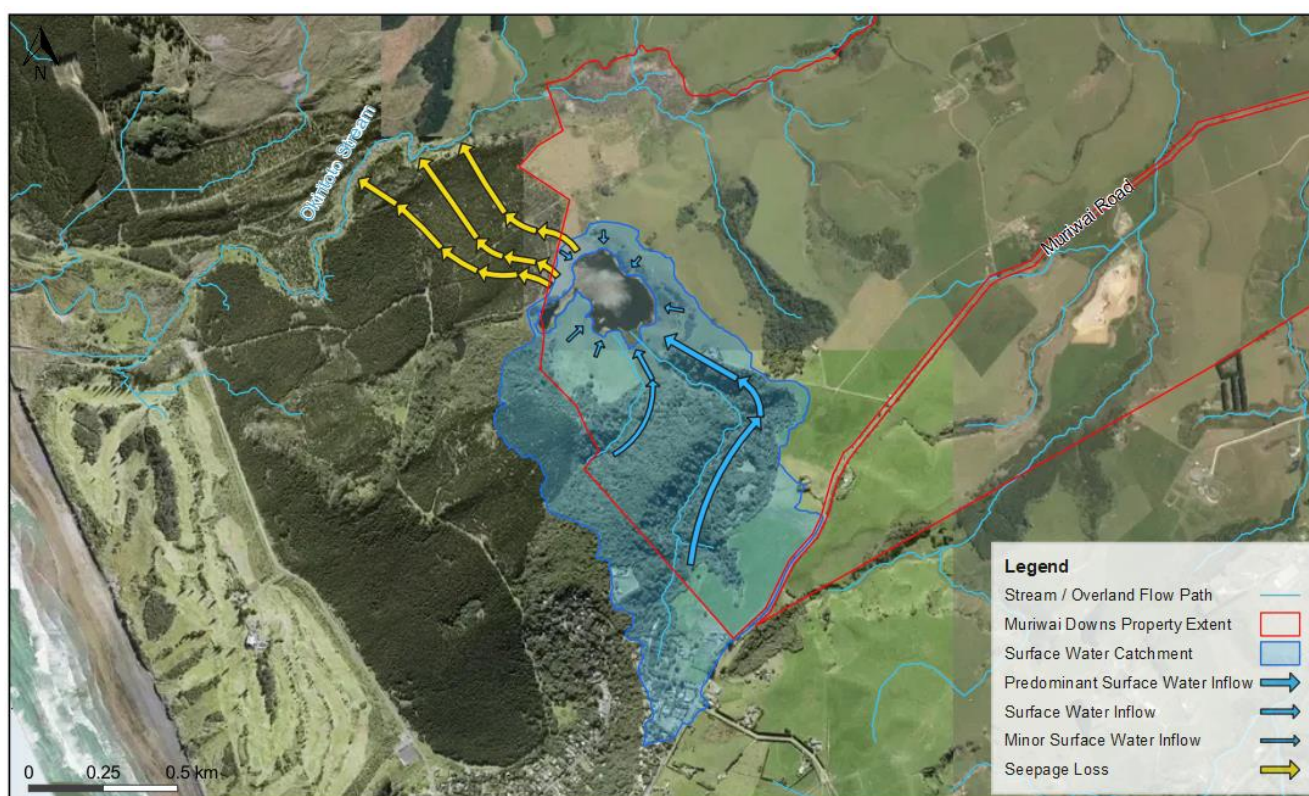 N
Okiritoto Stream
Muriwai Road
0 0.25 0.5 km
Legend
Stream / Overland Flow Path
Muriwai Downs Property Extent
Surface Water Catchment
Predominant Surface Water Inflow
Surface Water Inflow
Minor Surface Water Inflow
Seepage Loss